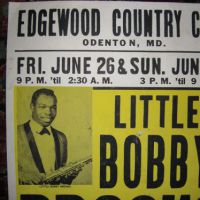 EDGEWOOD COUNTRY C
ODENTON, MD.
FRI, JUNE 26 & SUN. JUN
9 P.M. 'til 2:30 A.M. 3 P.M. 'til 9
LITTLE
BOBBY